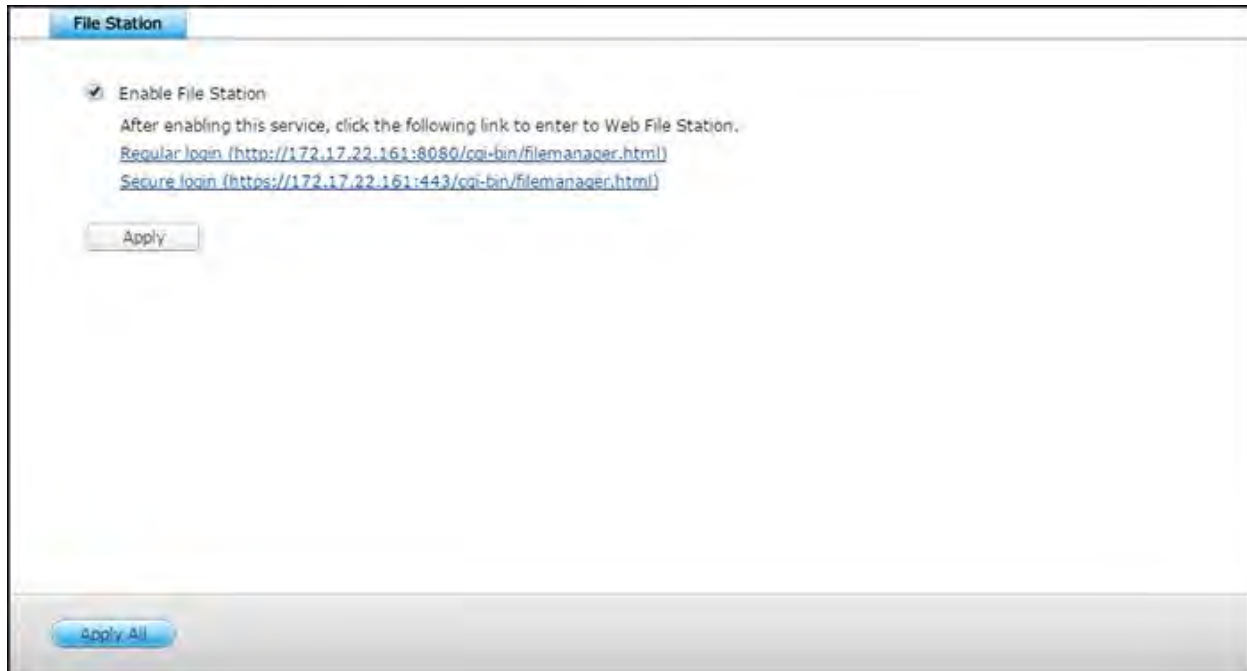 File Station
Enable File Station
After enabling this service, click the following link to enter to Web File Station.
Regular login (http://172.17.22.161:8080/cgi-bin/filemanager.html)
Secure login (https://172.17.22.161:443/cgi-bin/filemanager.html)
Apply
Apply All